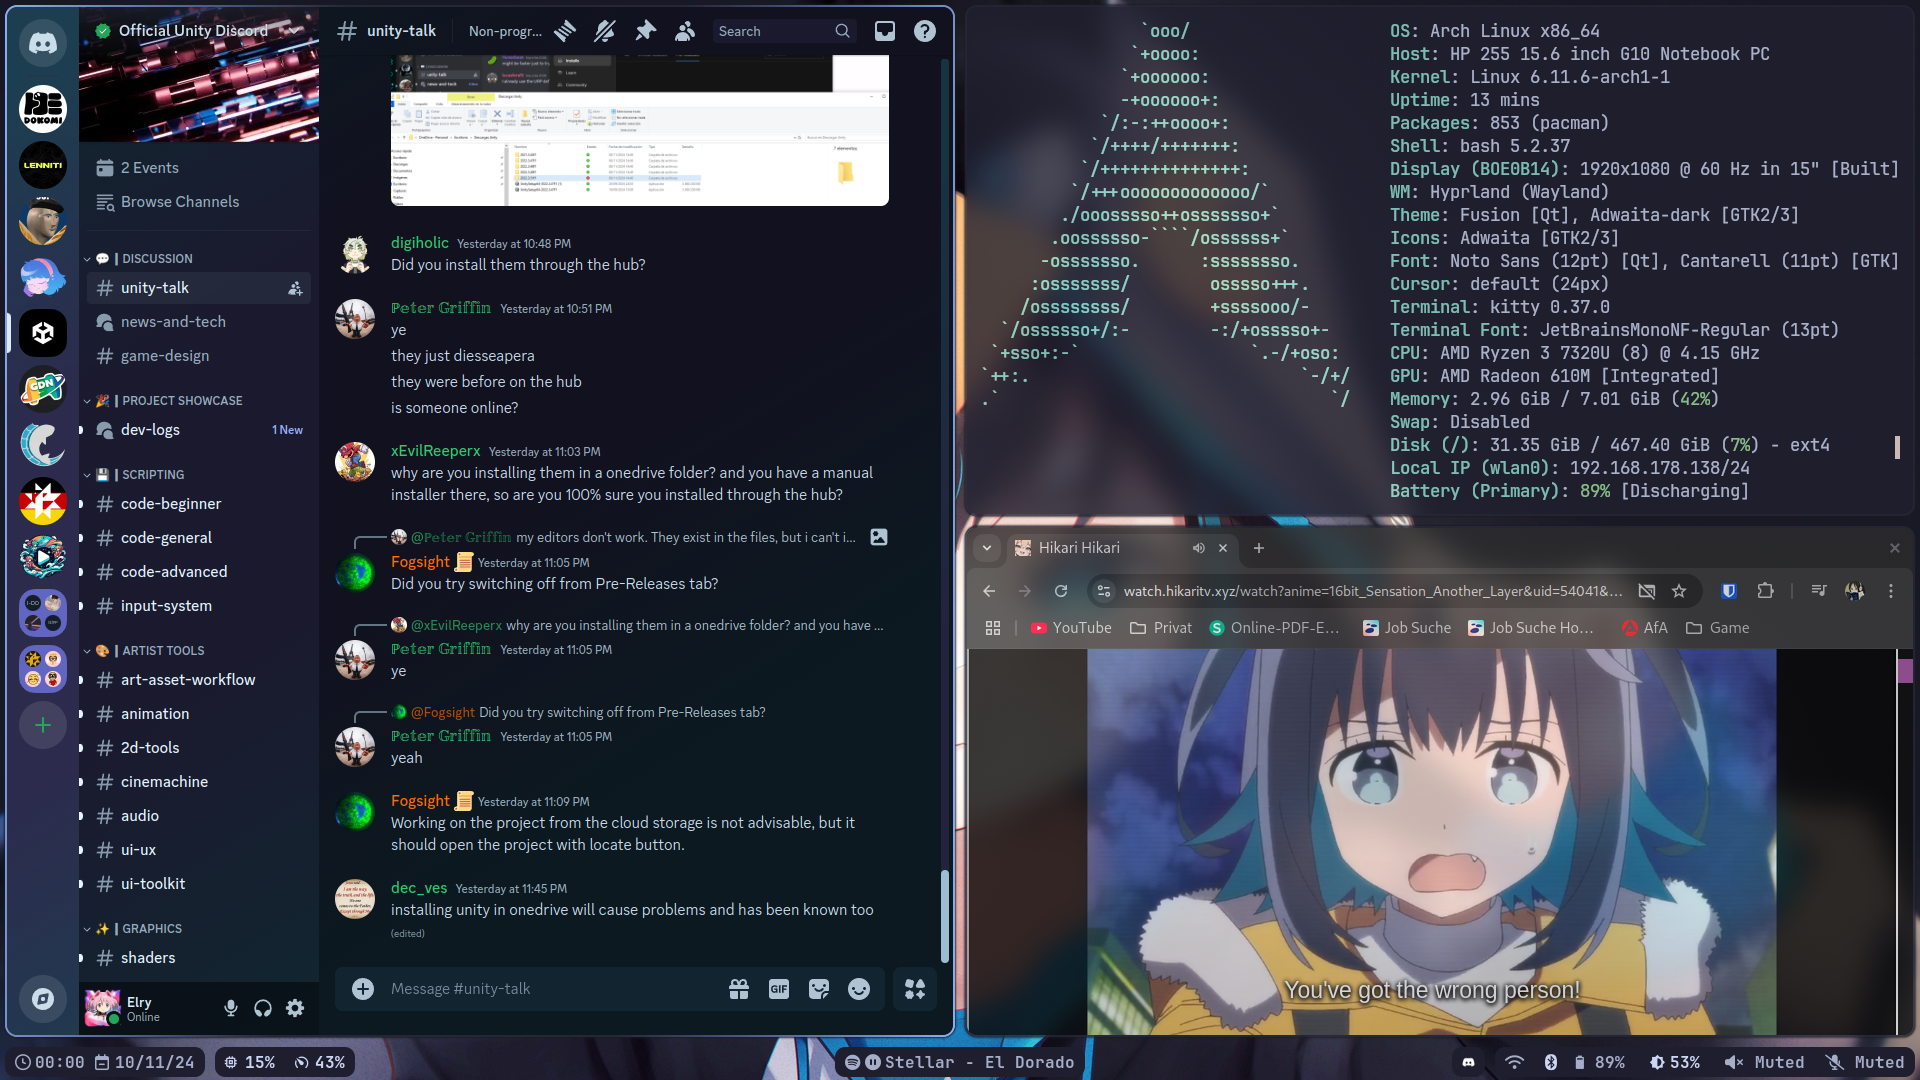 DOKOMI
LENNITI
GDN
Official Unity Discord
2 Events
Browse Channels
DISCUSSION
unity-talk
news-and-tech
game-design
PROJECT SHOWCASE
dev-logs
1 New
SCRIPTING
code-beginner
code-general
code-advanced
input-system
ARTIST TOOLS
art-asset-workflow
animation
2d-tools
cinemachine
audio
ui-ux
ui-toolkit
GRAPHICS
shaders
Elry
Online
unity-talk
Non-progr...
Search
digiholic Yesterday at 10:48 PM
Did you install them through the hub?
ℙ𝕖𝕥𝕖𝕣 𝔾𝕣𝕚𝕗𝕗𝕚𝕟 Yesterday at 10:51 PM
ye
they just diesseapera
they were before on the hub
is someone online?
xEvilReeperx Yesterday at 11:03 PM
why are you installing them in a onedrive folder? and you have a manual
installer there, so are you 100% sure you installed through the hub?
@ℙ𝕖𝕥𝕖𝕣 𝔾𝕣𝕚𝕗𝕗𝕚𝕟 my editors don't work. They exist in the files, but i can't i...
Fogsight Yesterday at 11:05 PM
Did you try switching off from Pre-Releases tab?
@xEvilReeperx why are you installing them in a onedrive folder? and you have ...
ℙ𝕖𝕥𝕖𝕣 𝔾𝕣𝕚𝕗𝕗𝕚𝕟 Yesterday at 11:05 PM
ye
@Fogsight Did you try switching off from Pre-Releases tab?
ℙ𝕖𝕥𝕖𝕣 𝔾𝕣𝕚𝕗𝕗𝕚𝕟 Yesterday at 11:05 PM
yeah
Fogsight Yesterday at 11:09 PM
Working on the project from the cloud storage is not advisable, but it
should open the project with locate button.
dec_ves Yesterday at 11:45 PM
installing unity in onedrive will cause problems and has been known too
(edited)
Message #unity-talk
GIF
OS: Arch Linux x86_64
Host: HP 255 15.6 inch G10 Notebook PC
Kernel: Linux 6.11.6-arch1-1
Uptime: 13 mins
Packages: 853 (pacman)
Shell: bash 5.2.37
Display (BOE0B14): 1920x1080 @ 60 Hz in 15" [Built]
WM: Hyprland (Wayland)
Theme: Fusion [Qt], Adwaita-dark [GTK2/3]
Icons: Adwaita [GTK2/3]
Font: Noto Sans (12pt) [Qt], Cantarell (11pt) [GTK]
Cursor: default (24px)
Terminal: kitty 0.37.0
Terminal Font: JetBrainsMonoNF-Regular (13pt)
CPU: AMD Ryzen 3 7320U (8) @ 4.15 GHz
GPU: AMD Radeon 610M [Integrated]
Memory: 2.96 GiB / 7.01 GiB (42%)
Swap: Disabled
Disk (/): 31.35 GiB / 467.40 GiB (7%) - ext4
Local IP (wlan0): 192.168.178.138/24
Battery (Primary): 89% [Discharging]
Hikari Hikari
watch.hikaritv.xyz/watch?anime=16bit_Sensation_Another_Layer&uid=54041&...
YouTube
Privat
Online-PDF-E...
Job Suche
Job Suche Ho...
AfA
Game
You've got the wrong person!
00:00 10/11/24
15% 43%
Stellar - El Dorado
89%
53%
Muted
Muted